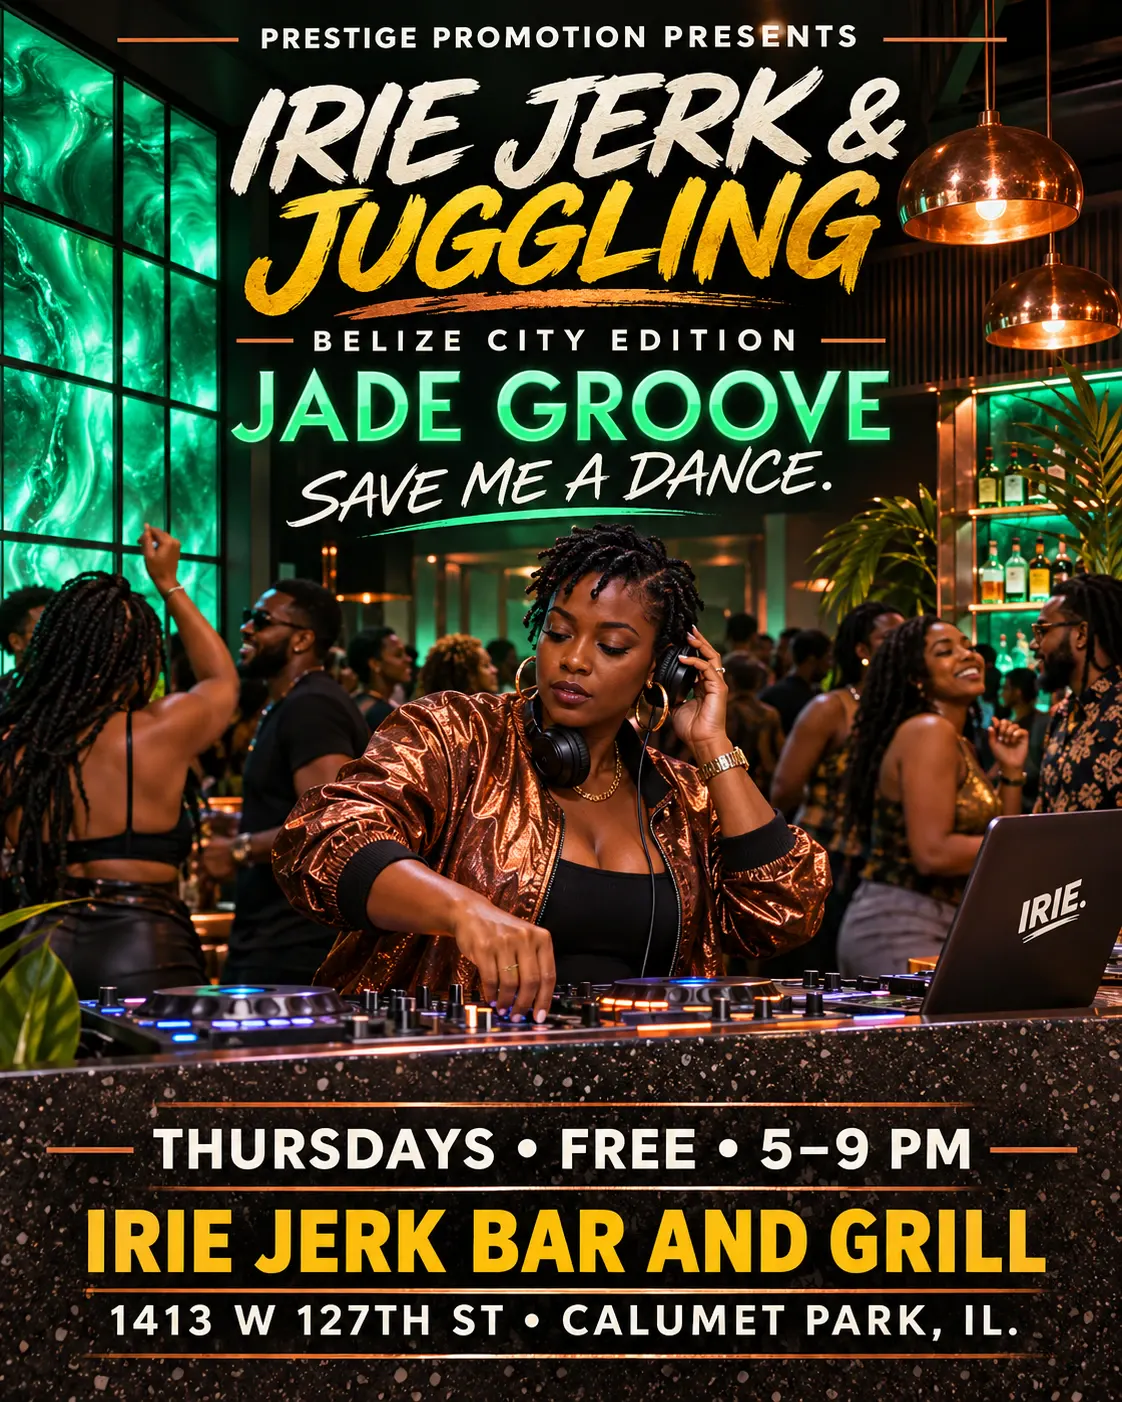 PRESTIGE PROMOTION PRESENTS
IRIE JERK &
JUGGLING
BELIZE CITY EDITION
JADE GROOVE
SAVE ME A DANCE.
IRIE.
THURSDAYS • FREE • 5–9 PM
IRIE JERK BAR AND GRILL
1413 W 127TH ST • CALUMET PARK, IL.